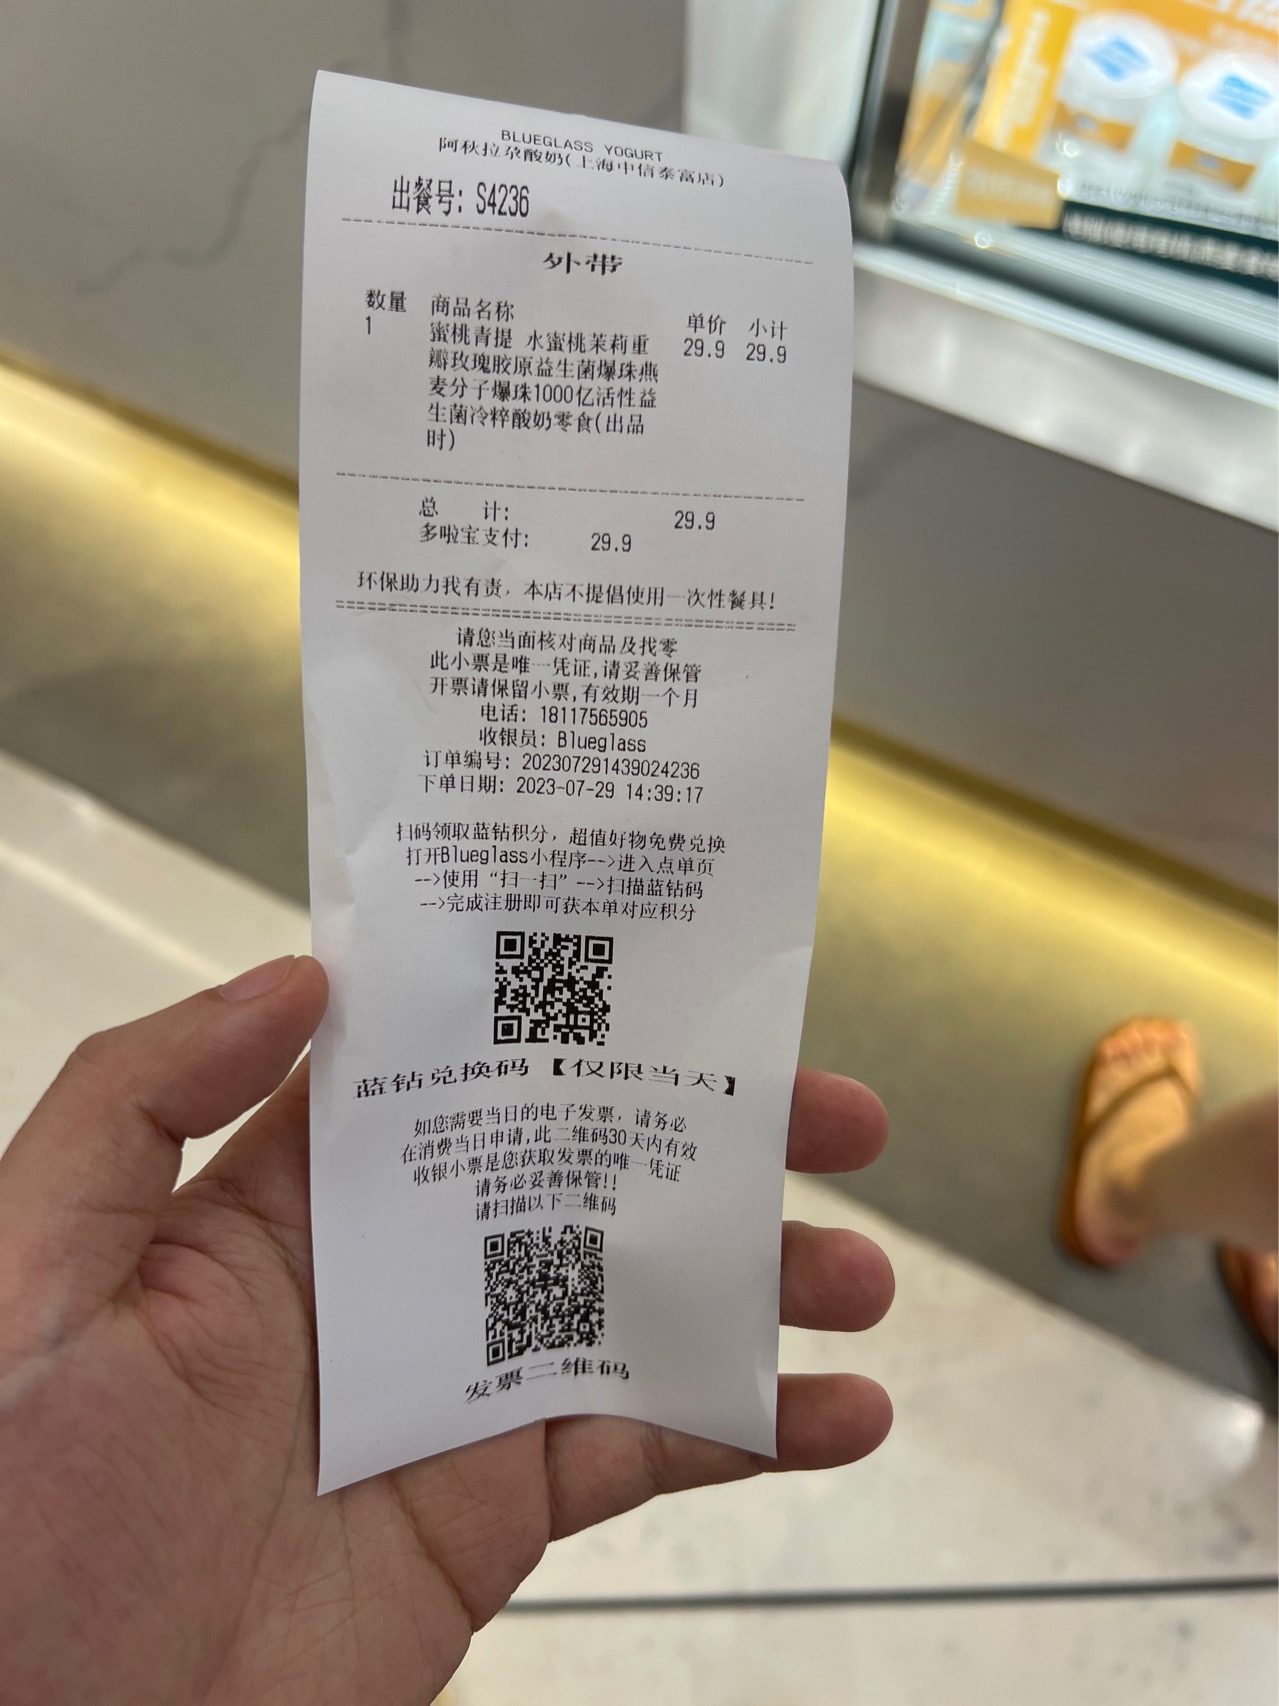 BLUEGLASS YOGURT
阿秋拉尕酸奶(上海中信泰富店)
出餐号: S4236
外带
数量 商品名称 单价 小计
1 蜜桃青提 水蜜桃茉莉重 29.9 29.9
瓣玫瑰胶原益生菌爆珠燕
麦分子爆珠1000亿活性益
生菌冷粹酸奶零食(出品
时)
总 计: 29.9
多啦宝支付: 29.9
环保助力我有责，本店不提倡使用一次性餐具!
请您当面核对商品及找零
此小票是唯一凭证,请妥善保管
开票请保留小票,有效期一个月
电话: 18117565905
收银员: Blueglass
订单编号: 202307291439024236
下单日期: 2023-07-29 14:39:17
扫码领取蓝钻积分，超值好物免费兑换
打开Blueglass小程序-->进入点单页
-->使用“扫一扫”-->扫描蓝钻码
-->完成注册即可获本单对应积分
蓝钻兑换码【仅限当天】
如您需要当日的电子发票，请务必
在消费当日申请,此二维码30天内有效
收银小票是您获取发票的唯一凭证
请务必妥善保管!!
请扫描以下二维码
发票二维码